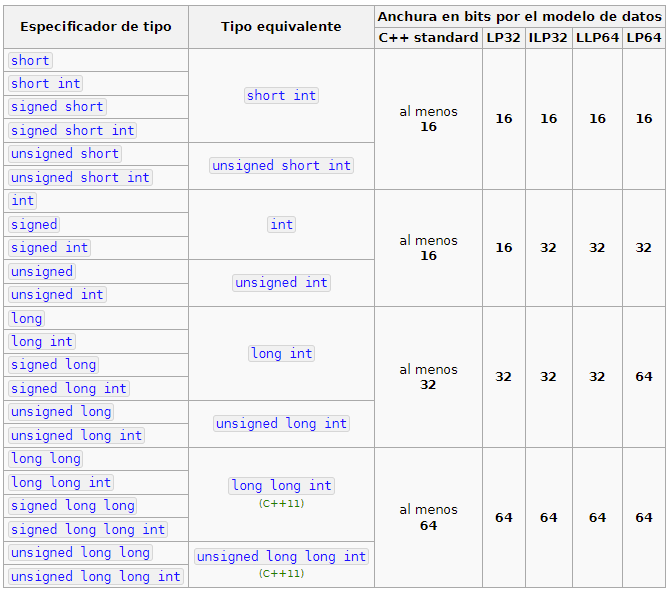 Especificador de tipo Tipo equivalente Anchura en bits por el modelo de datos
C++ standard LP32 ILP32 LLP64 LP64
short
short int
signed short
signed short int
short int
unsigned short
unsigned short int
unsigned short int
al menos
16 16 16 16 16
int
signed
signed int
int
unsigned
unsigned int
unsigned int
al menos
16 16 32 32 32
long
long int
signed long
signed long int
long int
unsigned long
unsigned long int
unsigned long int
al menos
32 32 32 32 64
long long
long long int
signed long long
signed long long int
long long int
(C++11)
unsigned long long
unsigned long long int
unsigned long long int
(C++11)
al menos
64 64 64 64 64